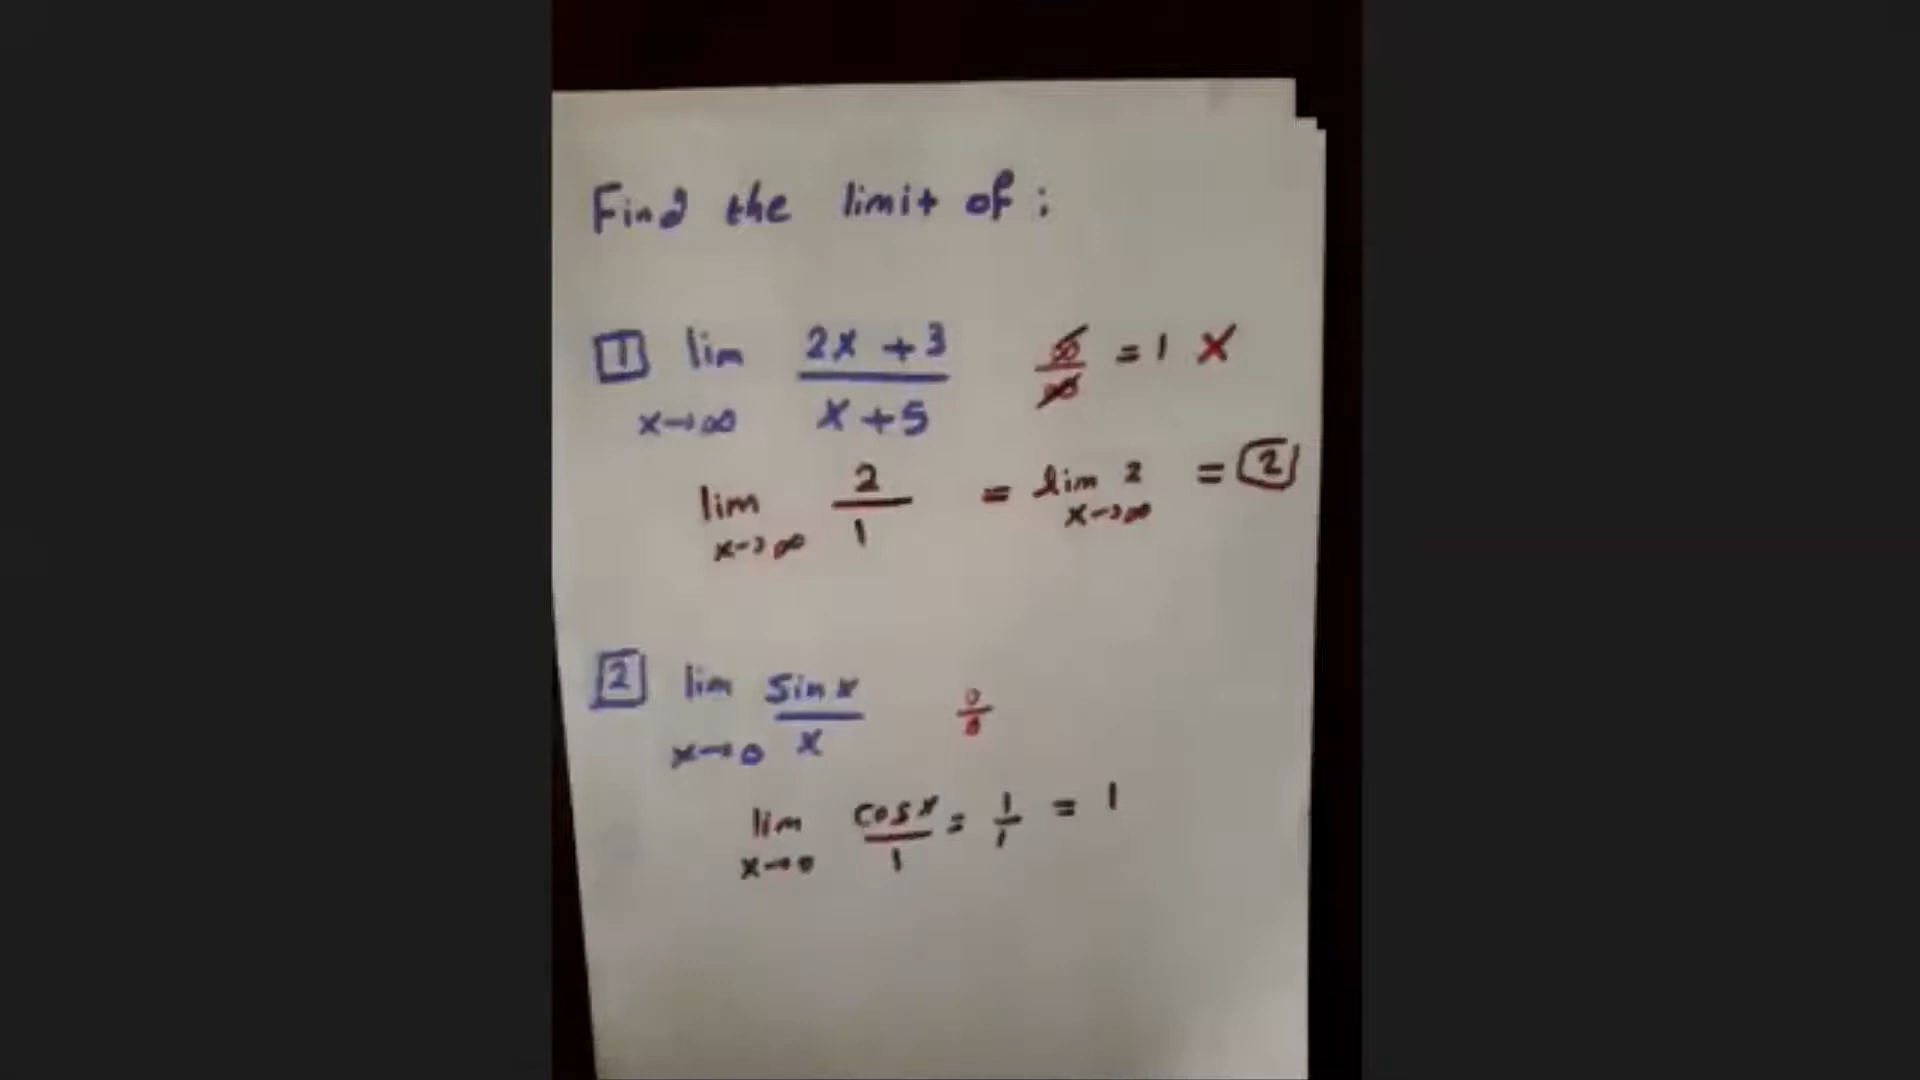 Find the limit of :
1 lim x→∞ (2x + 3)/(x + 5) ∞/∞ = 1 X
lim x→∞ 2/1 = lim x→∞ 2 = 2
2 lim x→0 sin x/x 0/0
lim x→0 cos x/1 = 1/1 = 1